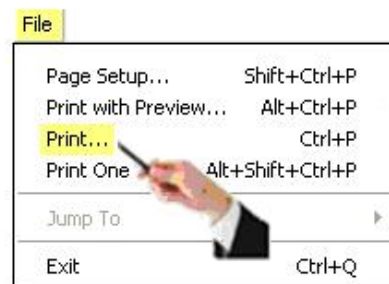 File
Page Setup... Shift+Ctrl+P
Print with Preview... Alt+Ctrl+P
Print... Ctrl+P
Print One Alt+Shift+Ctrl+P
Jump To
Exit Ctrl+Q